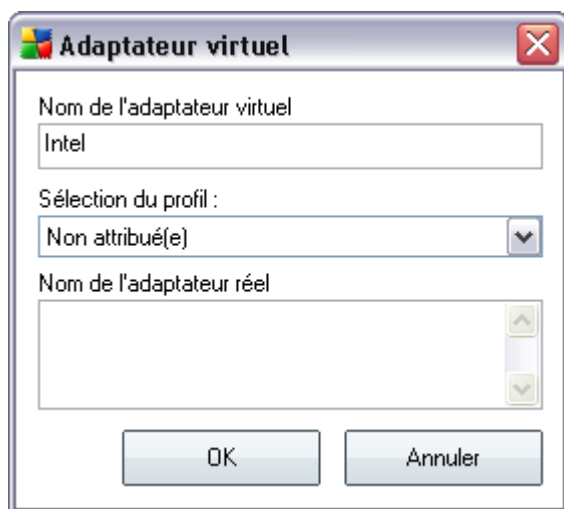 Adaptateur virtuel
Nom de l'adaptateur virtuel
Intel
Sélection du profil :
Non attribué(e)
Nom de l'adaptateur réel
OK
Annuler